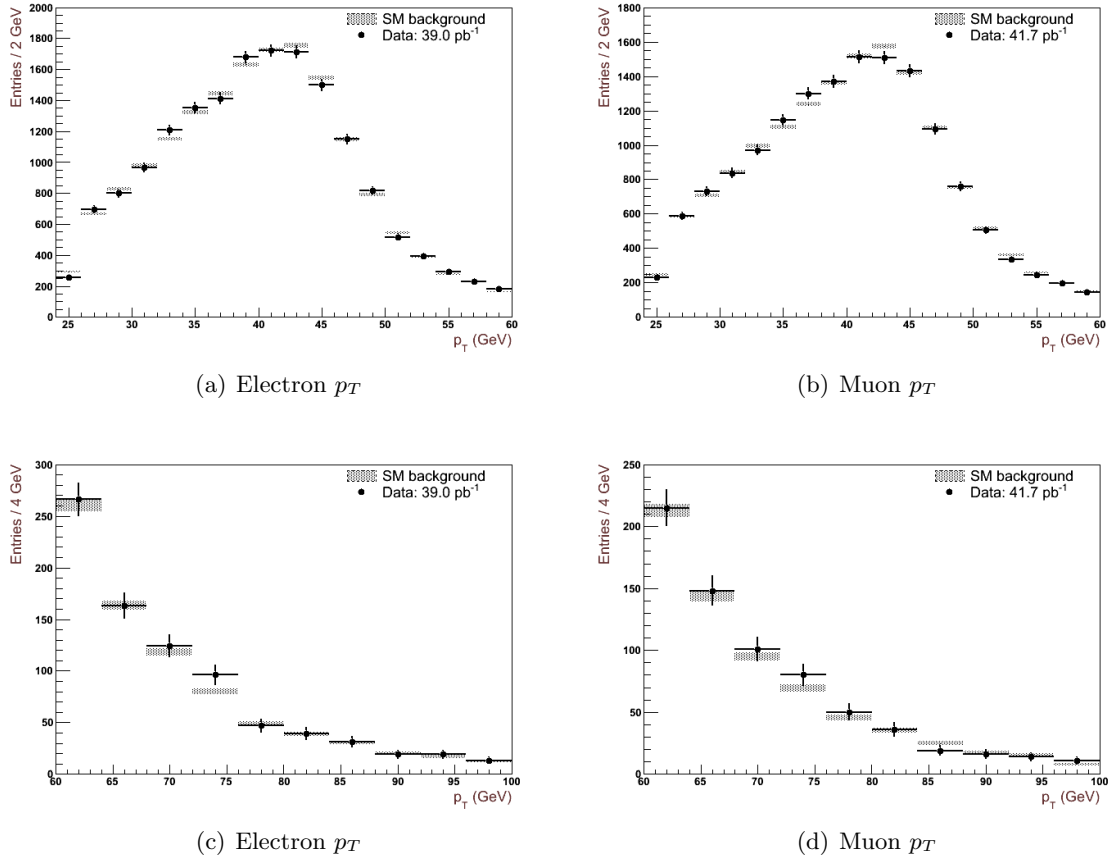 Entries / 2 GeV
2000
1800
1600
1400
1200
1000
800
600
400
200
0
SM background
Data: 39.0 pb⁻¹
25 30 35 40 45 50 55 60
p_T (GeV)
(a) Electron p_T
Entries / 2 GeV
1800
1600
1400
1200
1000
800
600
400
200
0
SM background
Data: 41.7 pb⁻¹
25 30 35 40 45 50 55 60
p_T (GeV)
(b) Muon p_T
Entries / 4 GeV
300
250
200
150
100
50
0
SM background
Data: 39.0 pb⁻¹
60 65 70 75 80 85 90 95 100
p_T (GeV)
(c) Electron p_T
Entries / 4 GeV
250
200
150
100
50
0
SM background
Data: 41.7 pb⁻¹
60 65 70 75 80 85 90 95 100
p_T (GeV)
(d) Muon p_T